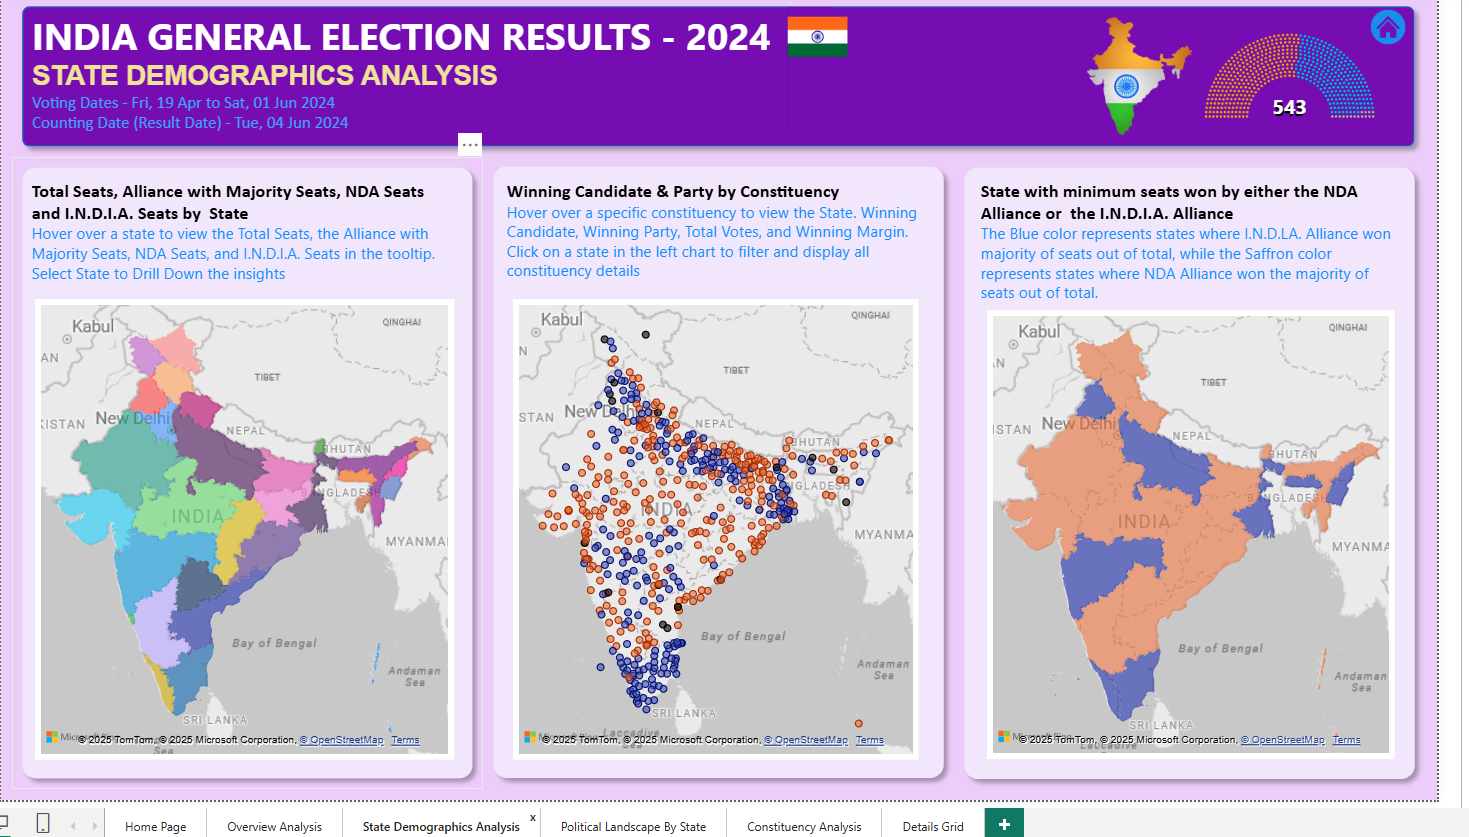 INDIA GENERAL ELECTION RESULTS - 2024
STATE DEMOGRAPHICS ANALYSIS
Voting Dates - Fri, 19 Apr to Sat, 01 Jun 2024
Counting Date (Result Date) - Tue, 04 Jun 2024
543
Total Seats, Alliance with Majority Seats, NDA Seats
and I.N.D.I.A. Seats by State
Hover over a state to view the Total Seats, the Alliance with
Majority Seats, NDA Seats, and I.N.D.I.A. Seats in the tooltip.
Select State to Drill Down the insights
Kabul
QINGHAI
AN
TIBET
KISTAN
New Delhi
NEPAL
BHUTAN
BANGLADESH
INDIA
MYANMA
Bay of Bengal
Andaman
Sea
SRI LANKA
Sea
© 2025 TomTom, © 2025 Microsoft Corporation, © OpenStreetMap Terms
Winning Candidate & Party by Constituency
Hover over a specific constituency to view the State. Winning
Candidate, Winning Party, Total Votes, and Winning Margin.
Click on a state in the left chart to filter and display all
constituency details
Kabul
QINGHAI
TIBET
STAN
New Delhi
NEPAL
BHUTAN
NGLADESH
INDIA
MYANMA
Bay of Bengal
Andaman
Sea
SRI LANKA
Laccadive
Sea
© 2025 TomTom, © 2025 Microsoft Corporation, © OpenStreetMap Terms
State with minimum seats won by either the NDA
Alliance or the I.N.D.I.A. Alliance
The Blue color represents states where I.N.D.I.A. Alliance won
majority of seats out of total, while the Saffron color
represents states where NDA Alliance won the majority of
seats out of total.
Kabul
QINGHAI
AN
TIBET
ISTAN
New Delhi
NEPAL
BHUTAN
BANGLADESH
INDIA
MYANMA
Bay of Bengal
Andaman
Sea
SRI LANKA
Laccadive
© 2025 TomTom, © 2025 Microsoft Corporation, © OpenStreetMap Terms
Home Page
Overview Analysis
State Demographics Analysis
x
Political Landscape By State
Constituency Analysis
Details Grid
+